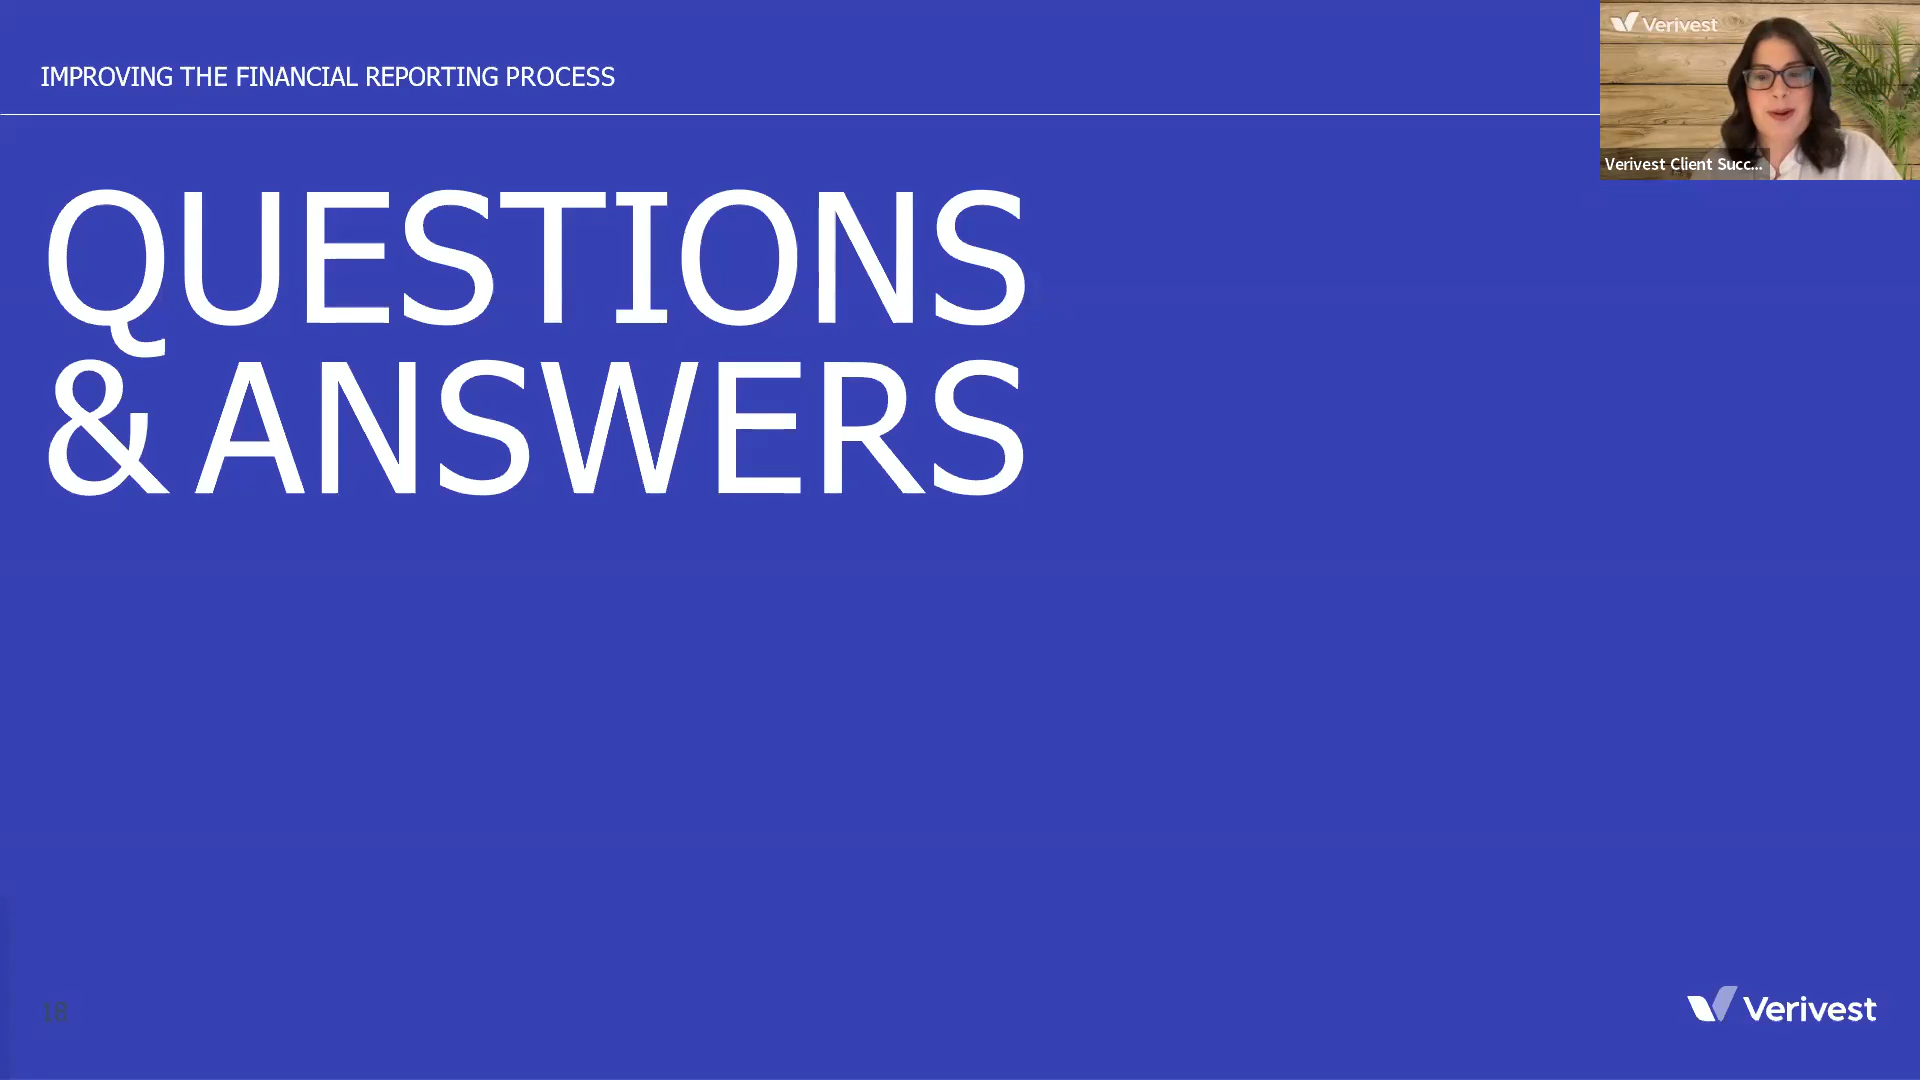 IMPROVING THE FINANCIAL REPORTING PROCESS
Verivest
Verivest Client Succ...
QUESTIONS
& ANSWERS
18
Verivest